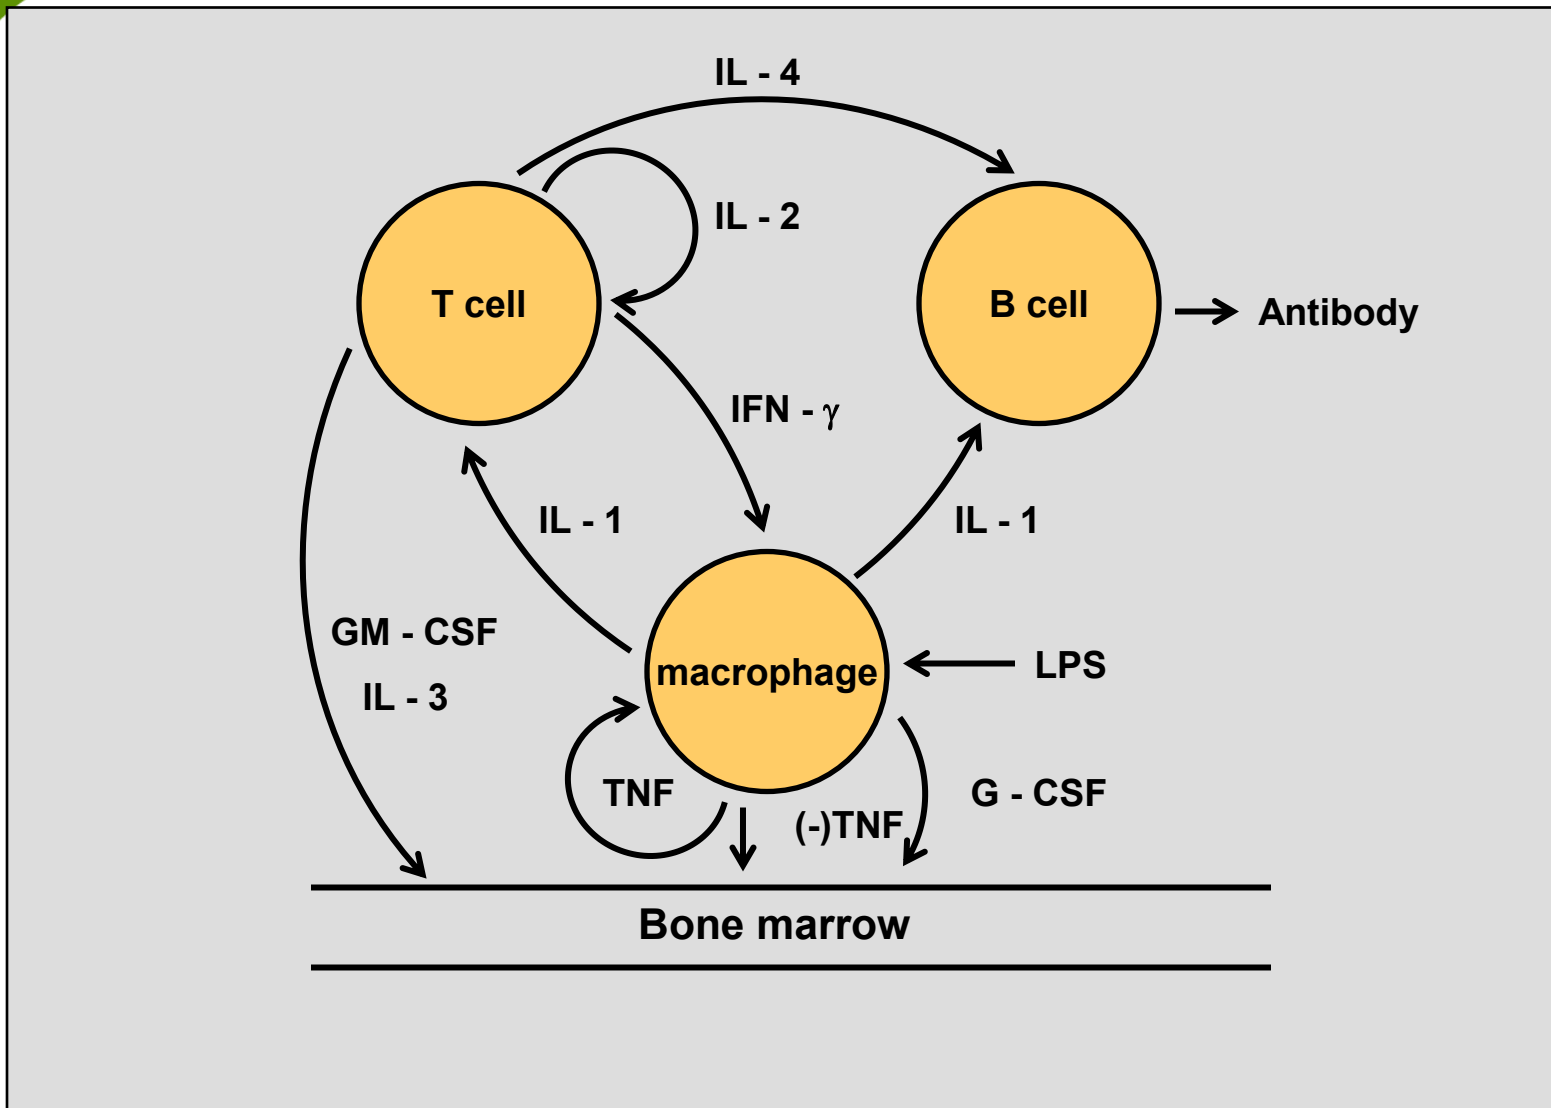 IL - 4
IL - 2
T cell
B cell
Antibody
IFN - γ
IL - 1
IL - 1
GM - CSF
IL - 3
macrophage
LPS
TNF
(-)TNF
G - CSF
Bone marrow